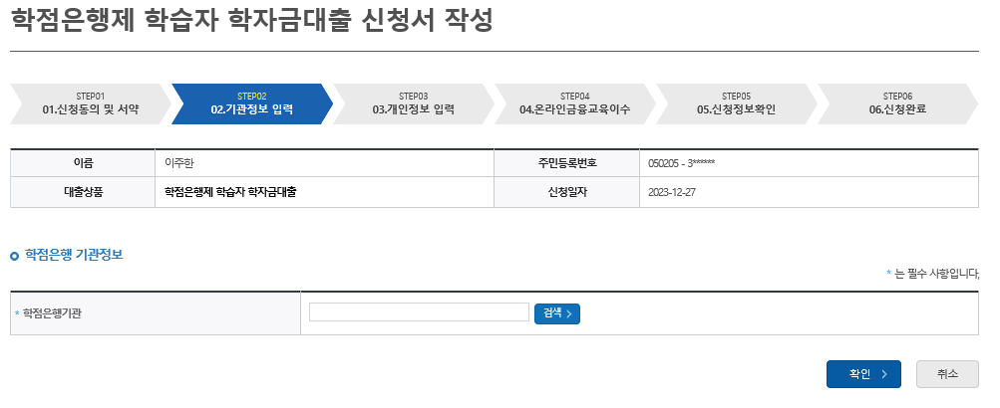 학점은행제 학습자 학자금대출 신청서 작성
STEP01
01.신청동의 및 서약
STEP02
02.기관정보 입력
STEP03
03.개인정보 입력
STEP04
04.온라인금융교육이수
STEP05
05.신청정보확인
STEP06
06.신청완료
이름 이주한 주민등록번호 050205 - 3******
대출상품 학점은행제 학습자 학자금대출 신청일자 2023-12-27
학점은행 기관정보
* 는 필수 사항입니다.
* 학점은행기관 검색
확인 취소